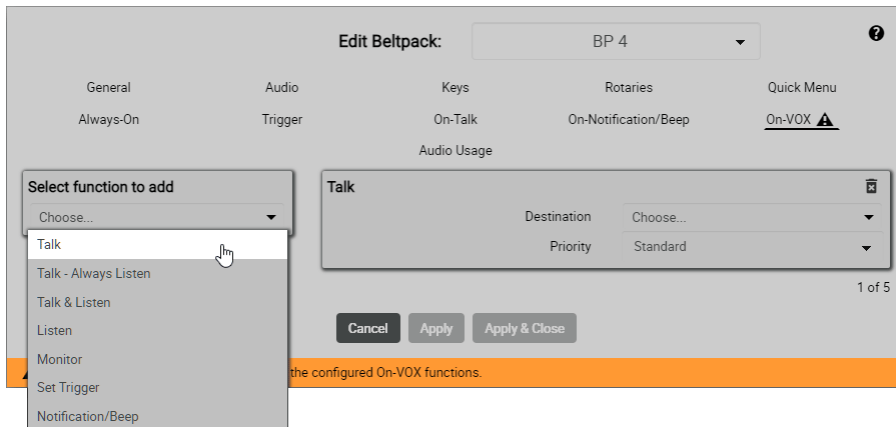 Edit Beltpack: BP 4
General Audio Keys Rotaries Quick Menu
Always-On Trigger On-Talk On-Notification/Beep On-VOX
Audio Usage
Select function to add
Choose...
Talk
Talk - Always Listen
Talk & Listen
Listen
Monitor
Set Trigger
Notification/Beep
Talk
Destination Choose...
Priority Standard
1 of 5
Cancel Apply Apply & Close
the configured On-VOX functions.